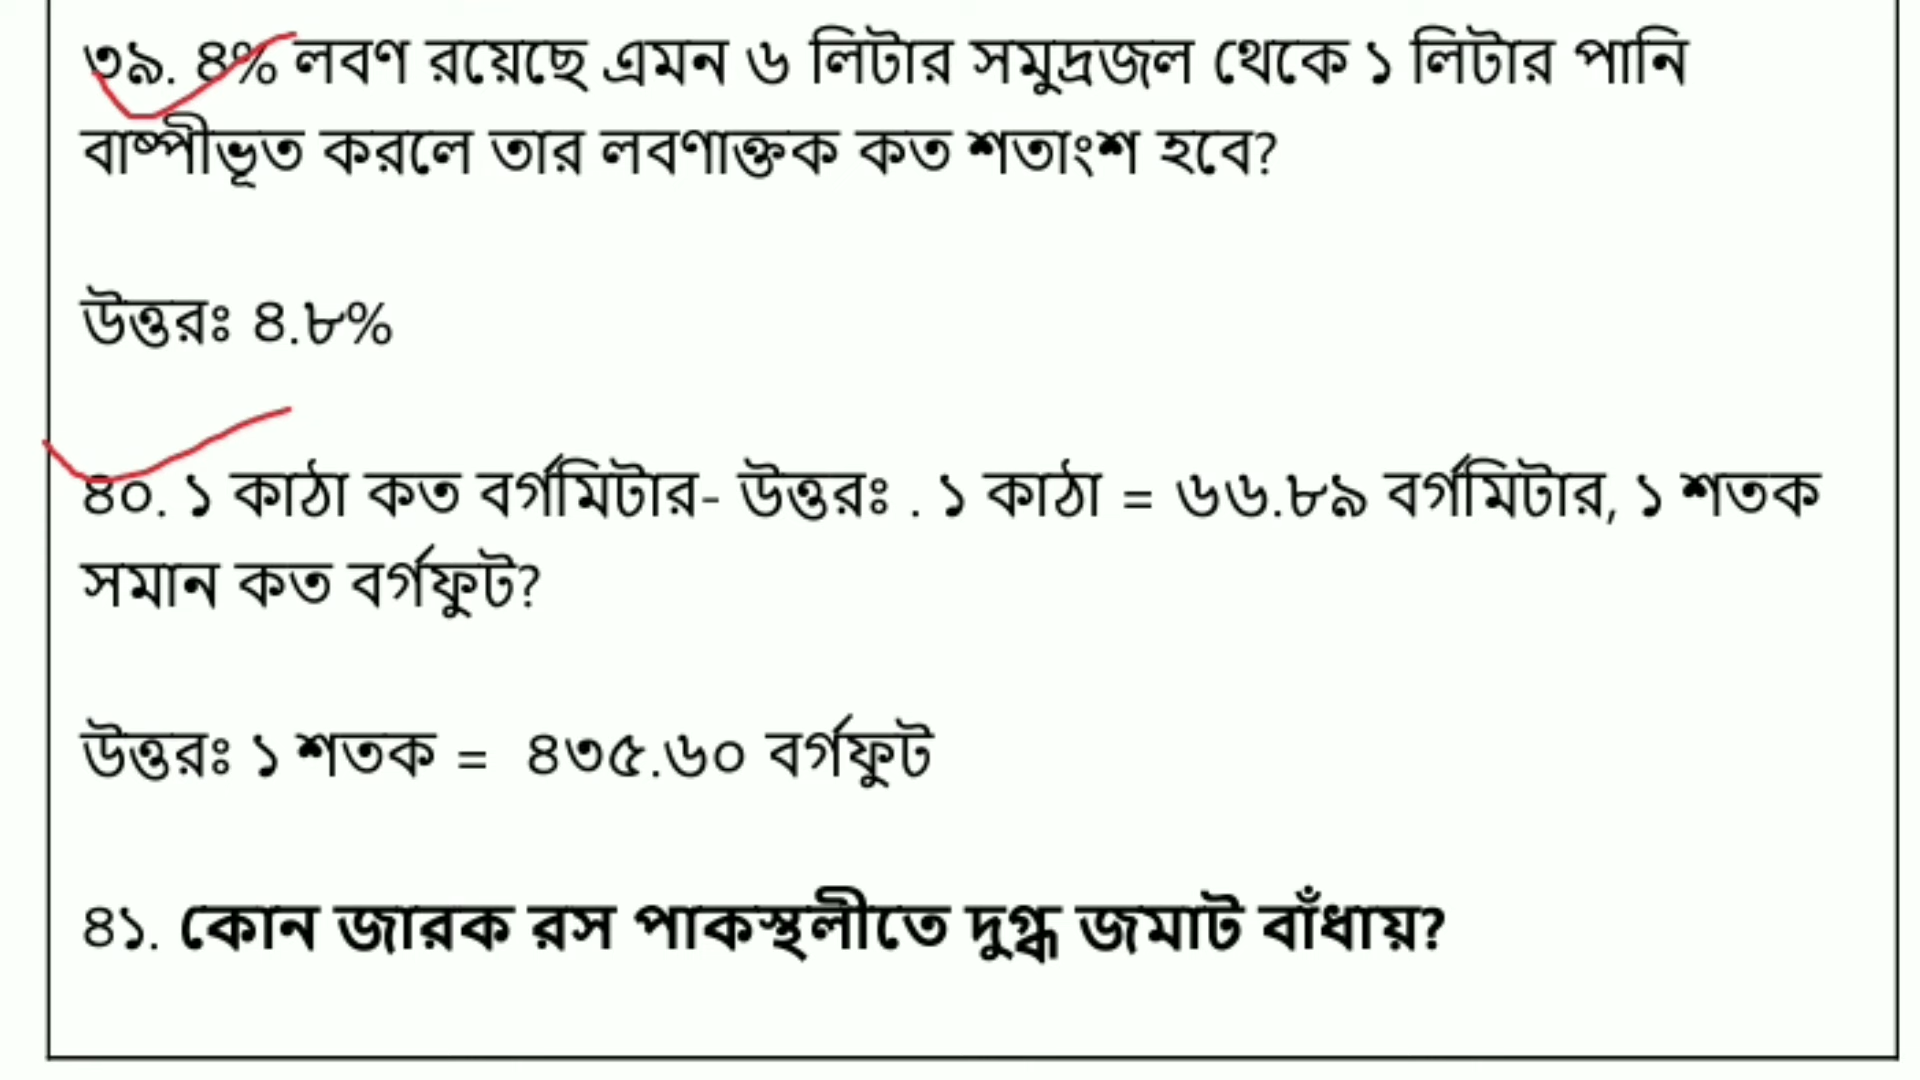 ৩৯. ৪% লবণ রয়েছে এমন ৬ লিটার সমুদ্রজল থেকে ১ লিটার পানি
বাষ্পীভূত করলে তার লবণাক্তক কত শতাংশ হবে?
উত্তরঃ ৪.৮%
৪০. ১ কাঠা কত বর্গমিটার- উত্তরঃ . ১ কাঠা = ৬৬.৮৯ বর্গমিটার, ১ শতক
সমান কত বর্গফুট?
উত্তরঃ ১ শতক = ৪৩৫.৬০ বর্গফুট
৪১. কোন জারক রস পাকস্থলীতে দুগ্ধ জমাট বাঁধায়?